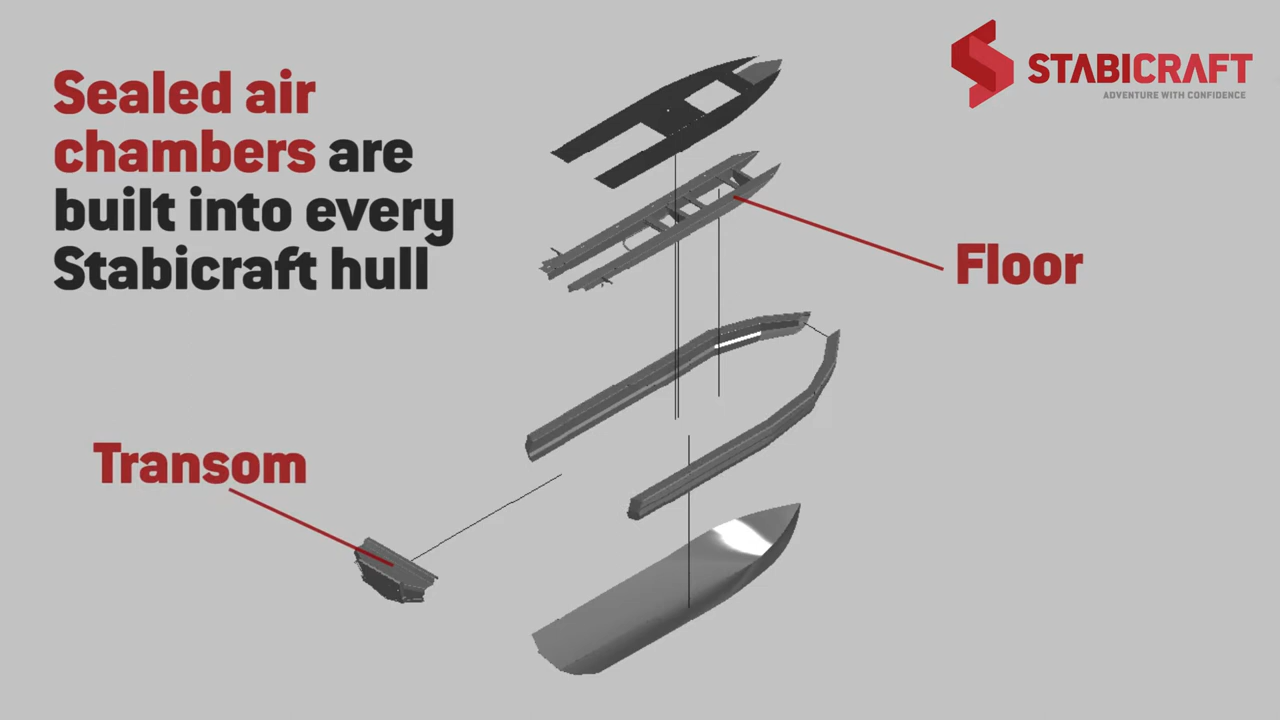 Sealed air
chambers are
built into every
Stabicraft hull
STABICRAFT
ADVENTURE WITH CONFIDENCE
Floor
Transom